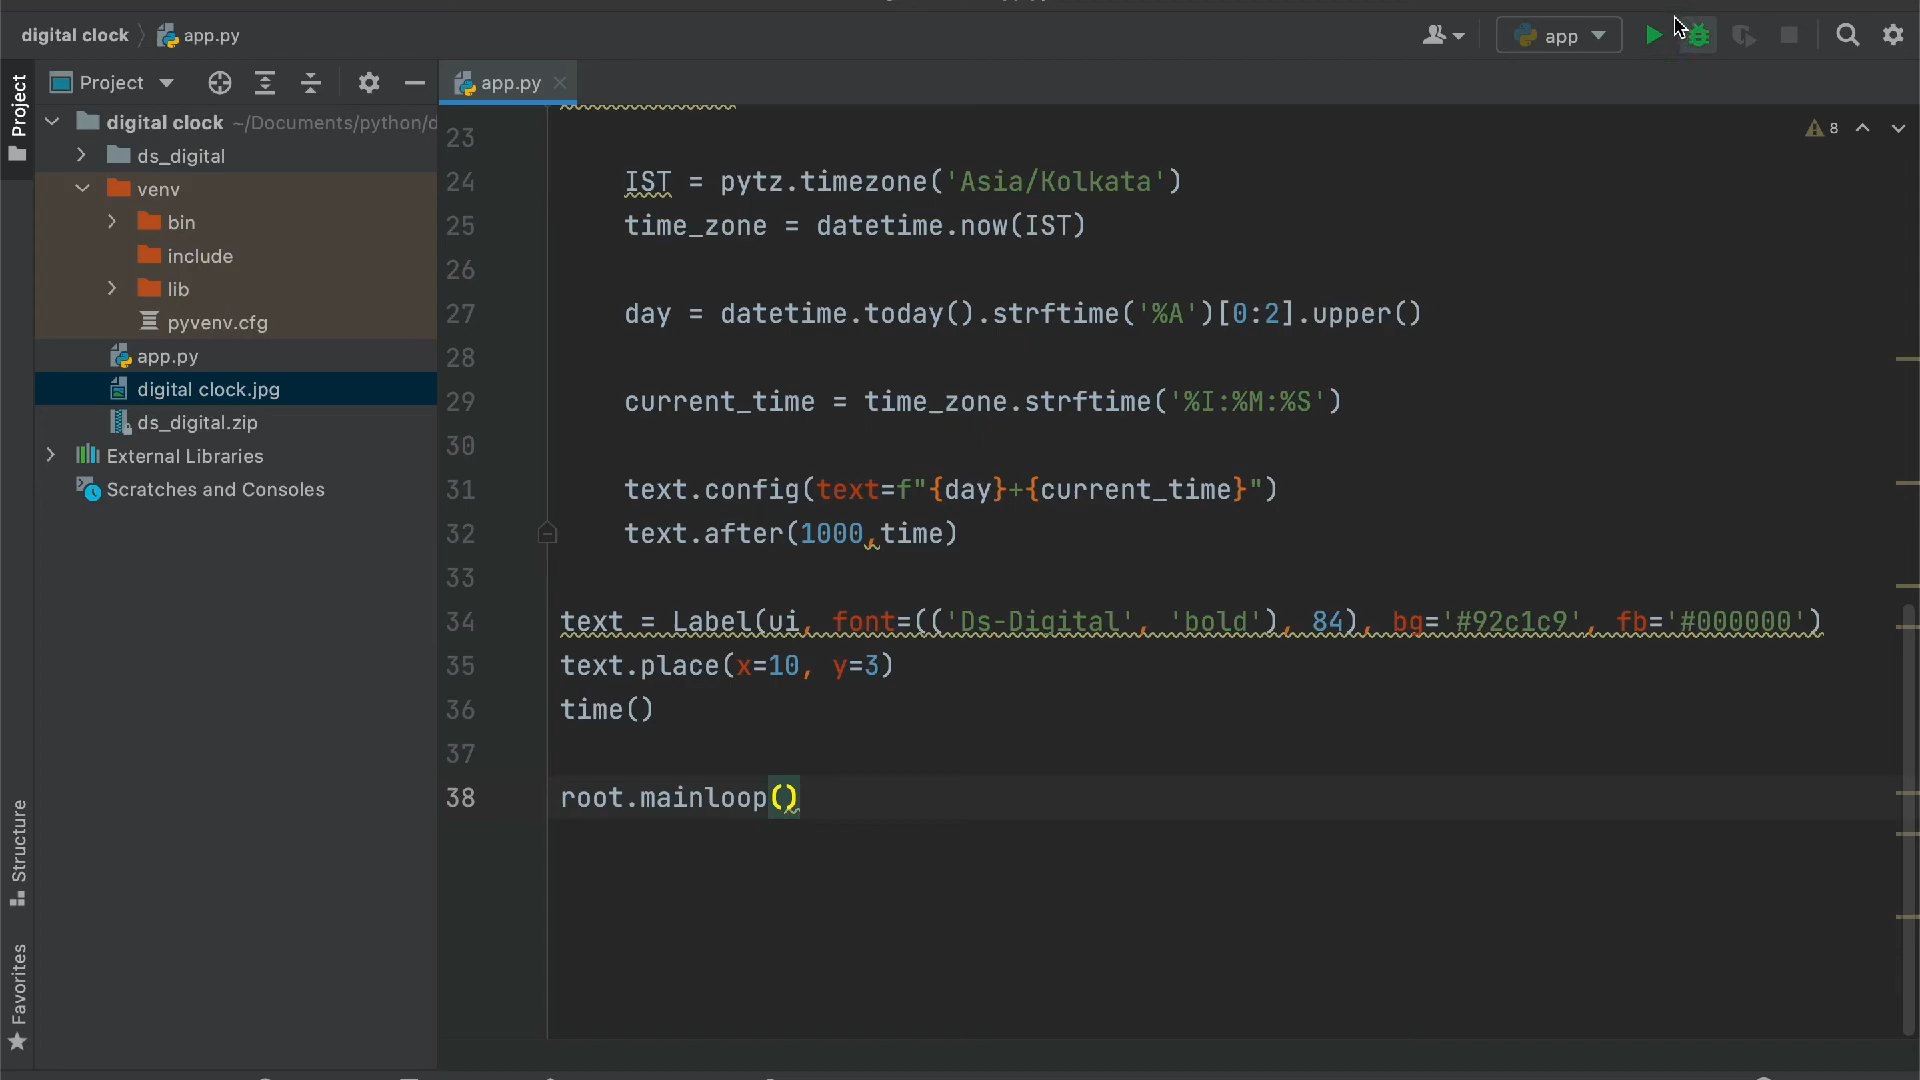 digital clock
app.py
app
Project
Project
app.py
digital clock ~/Documents/python/d
ds_digital
venv
bin
include
lib
pyvenv.cfg
app.py
digital clock.jpg
ds_digital.zip
External Libraries
Scratches and Consoles
Structure
Favorites
8
23
24 IST = pytz.timezone('Asia/Kolkata')
25 time_zone = datetime.now(IST)
26
27 day = datetime.today().strftime('%A')[0:2].upper()
28
29 current_time = time_zone.strftime('%I:%M:%S')
30
31 text.config(text=f"{day}+{current_time}")
32 text.after(1000,time)
33
34 text = Label(ui, font=(('Ds-Digital', 'bold'), 84), bg='#92c1c9', fb='#000000')
35 text.place(x=10, y=3)
36 time()
37
38 root.mainloop()